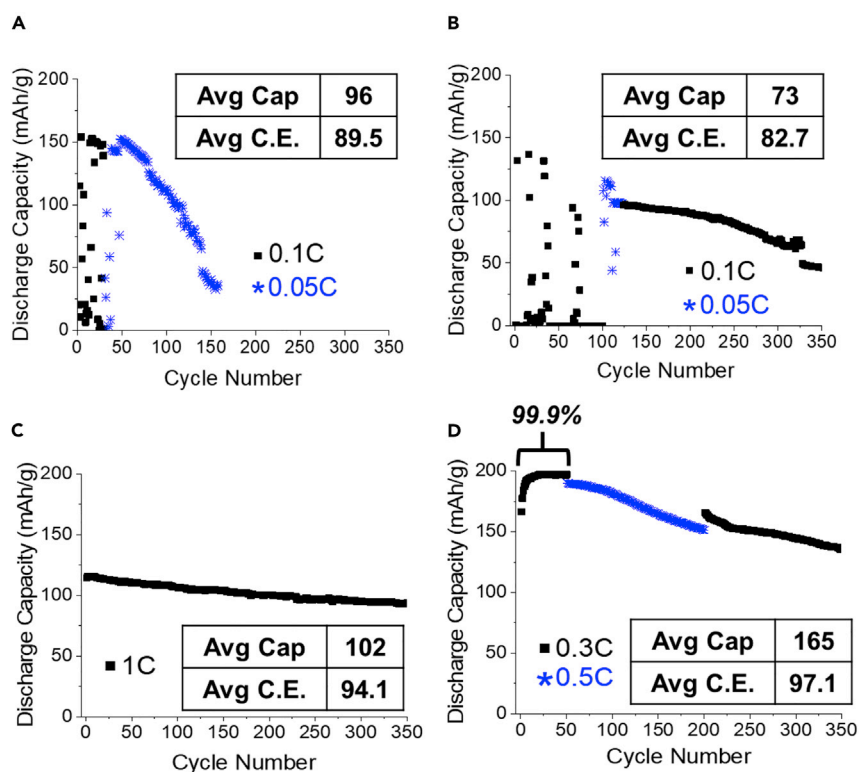 A
Discharge Capacity (mAh/g)
200
150
100
50
0
Avg Cap 96
Avg C.E. 89.5
■ 0.1C
* 0.05C
0 50 100 150 200 250 300 350
Cycle Number
B
Discharge Capacity (mAh/g)
200
150
100
50
0
Avg Cap 73
Avg C.E. 82.7
■ 0.1C
* 0.05C
0 50 100 150 200 250 300 350
Cycle Number
C
Discharge Capacity (mAh/g)
200
150
100
50
0
■ 1C
Avg Cap 102
Avg C.E. 94.1
0 50 100 150 200 250 300 350
Cycle Number
D
99.9%
Discharge Capacity (mAh/g)
200
150
100
50
0
■ 0.3C
* 0.5C
Avg Cap 165
Avg C.E. 97.1
0 50 100 150 200 250 300 350
Cycle Number